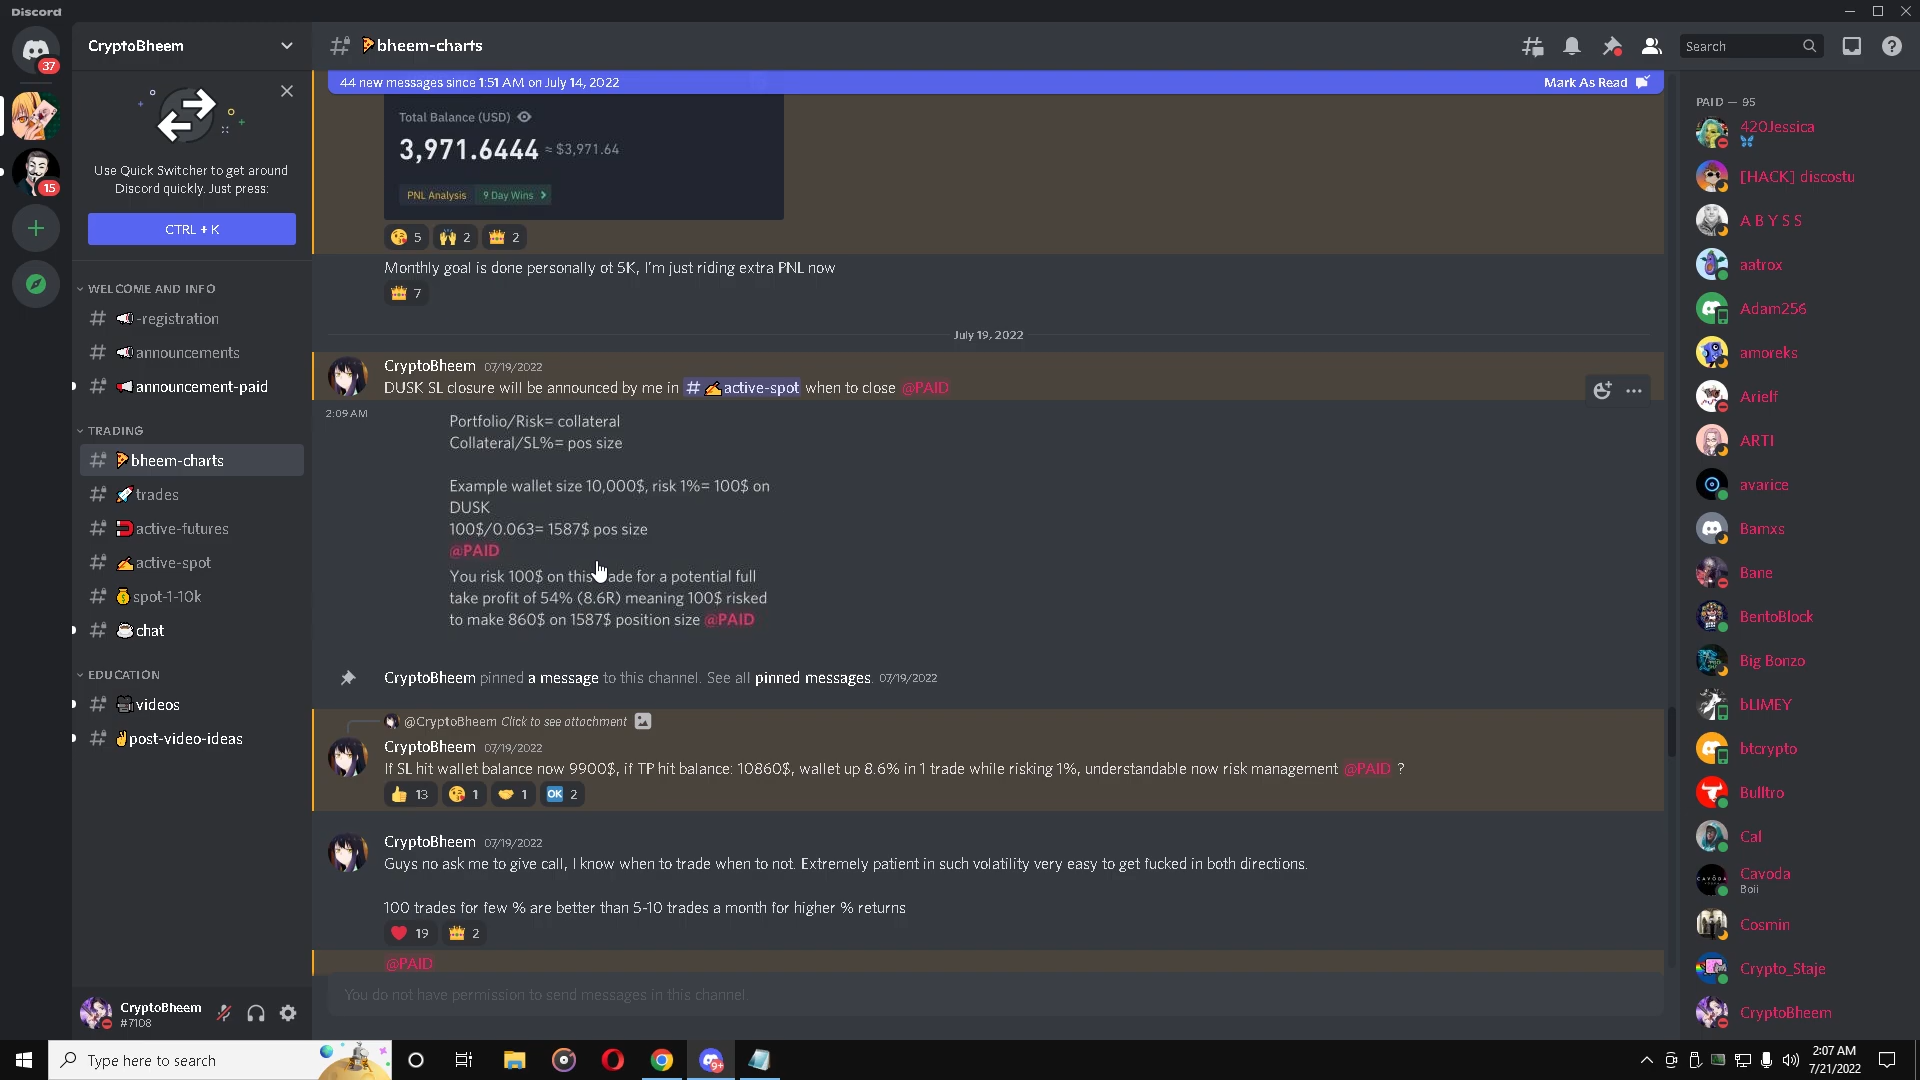 Discord
37
15
CryptoBheem
Use Quick Switcher to get around
Discord quickly. Just press:
CTRL + K
WELCOME AND INFO
-registration
announcements
announcement-paid
TRADING
bheem-charts
trades
active-futures
active-spot
spot-1-10k
chat
EDUCATION
videos
post-video-ideas
CryptoBheem
#7108
bheem-charts
Search
44 new messages since 1:51 AM on July 14, 2022
Mark As Read
Total Balance (USD)
3,971.6444 ≈ $3,971.64
PNL Analysis 9 Day Wins
5 2 2
Monthly goal is done personally ot 5K, I'm just riding extra PNL now
7
July 19, 2022
CryptoBheem 07/19/2022
DUSK SL closure will be announced by me in # active-spot when to close @PAID
2:09 AM
Portfolio/Risk= collateral
Collateral/SL%= pos size
Example wallet size 10,000$, risk 1%= 100$ on
DUSK
100$/0.063= 1587$ pos size
@PAID
You risk 100$ on this ade for a potential full
take profit of 54% (8.6R) meaning 100$ risked
to make 860$ on 1587$ position size @PAID
CryptoBheem pinned a message to this channel. See all pinned messages. 07/19/2022
@CryptoBheem Click to see attachment
CryptoBheem 07/19/2022
If SL hit wallet balance now 9900$, if TP hit balance: 10860$, wallet up 8.6% in 1 trade while risking 1%, understandable now risk management @PAID ?
13 1 1 OK 2
CryptoBheem 07/19/2022
Guys no ask me to give call, I know when to trade when to not. Extremely patient in such volatility very easy to get fucked in both directions.
100 trades for few % are better than 5-10 trades a month for higher % returns
19 2
@PAID
You do not have permission to send messages in this channel.
PAID — 95
420Jessica
[HACK] discostu
A B Y S S
aatrox
Adam256
amoreks
Arielf
ARTI
avarice
Bamxs
Bane
BentoBlock
Big Bonzo
bLIMEY
btcrypto
Bulltro
Cal
Cavoda
Boii
Cosmin
Crypto_Staje
CryptoBheem
Type here to search
9+
2:07 AM
7/21/2022